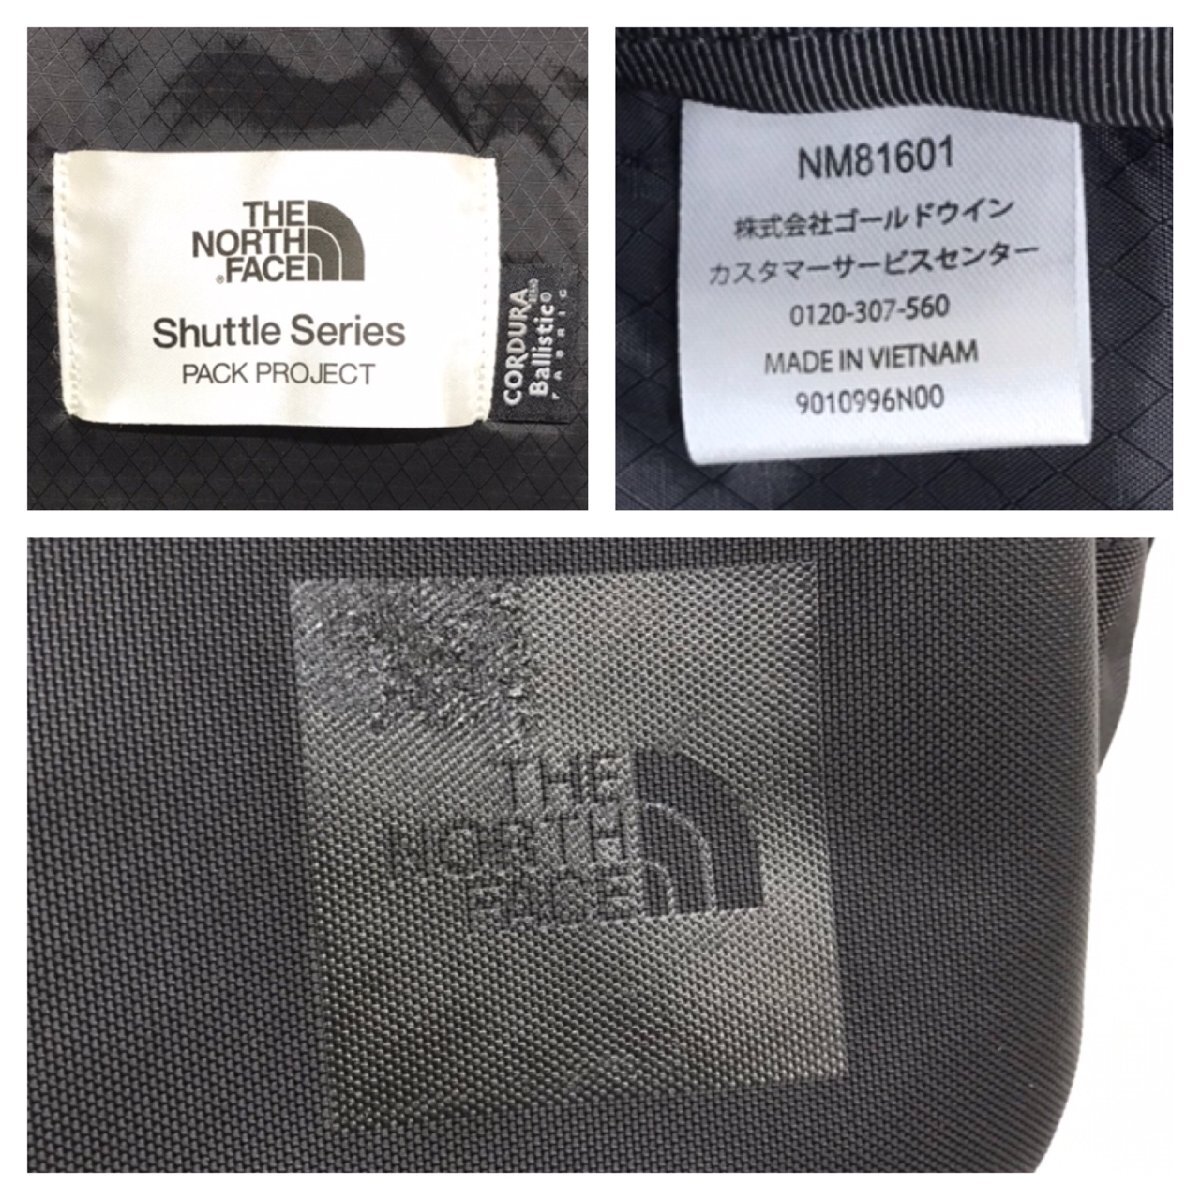 THE
NORTH
FACE
Shuttle Series
PACK PROJECT
CORDURA
Ballistic
FABRIC
NM81601
株式会社ゴールドウイン
カスタマーサービスセンター
0120-307-560
MADE IN VIETNAM
9010996N00
THE
NORTH
FACE